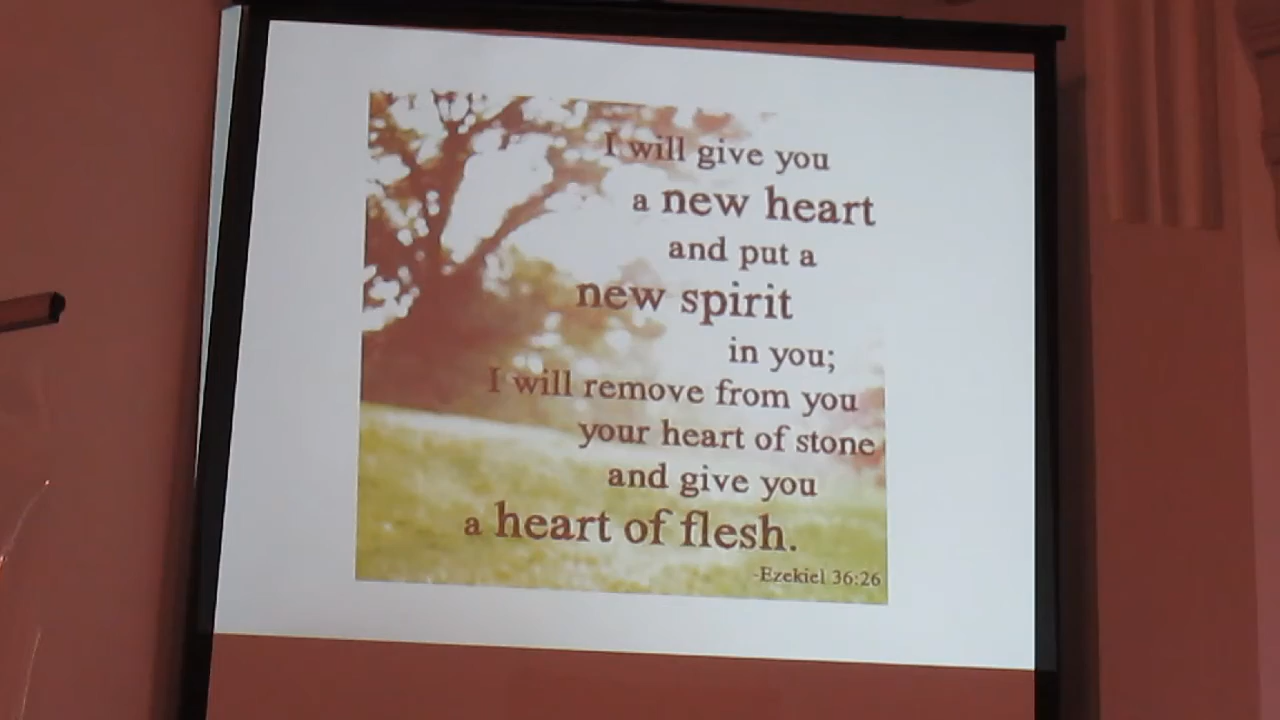 I will give you
a new heart
and put a
new spirit
in you;
I will remove from you
your heart of stone
and give you
a heart of flesh.
-Ezekiel 36:26